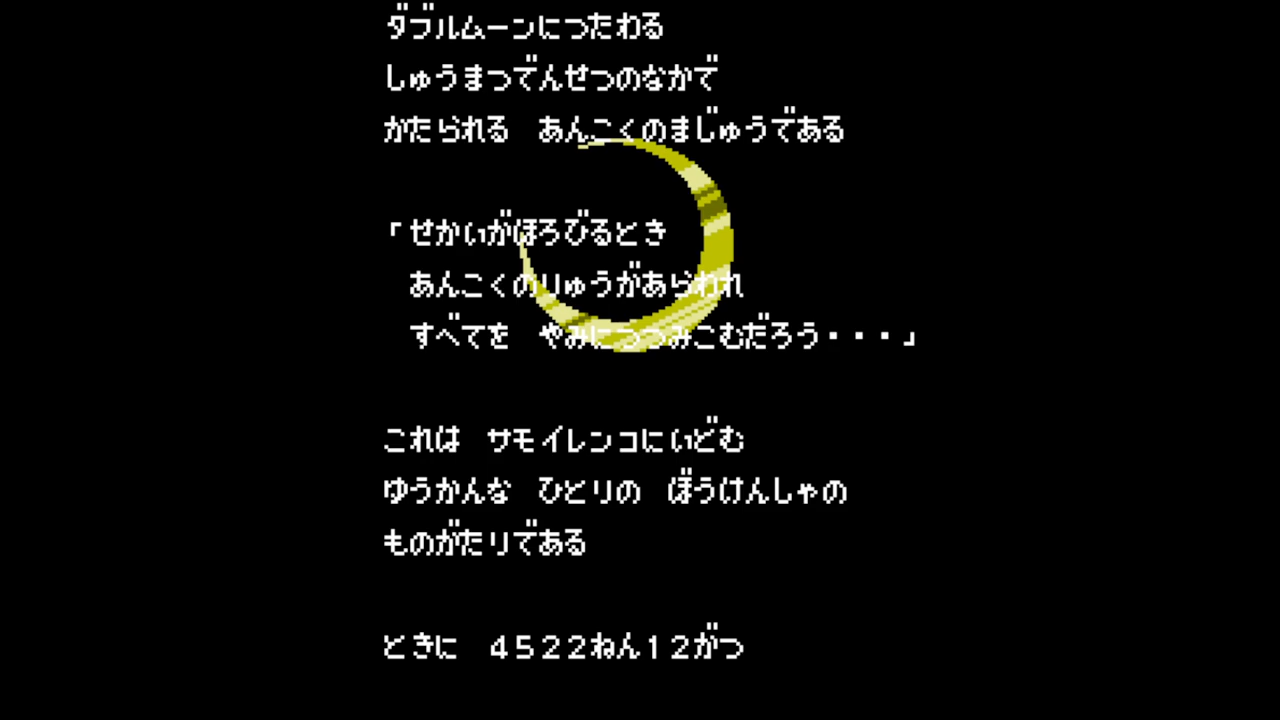 ダブルムーンにつたわる
しゅうまつでんせつのなかで
かたられる　あんこくのまじゅうである
「せかいがほろびるとき
あんこくのりゅうがあらわれ
すべてを　やみにつつみこむだろう・・・」
これは　サモイレンコにいどむ
ゆうかんな　ひとりの　ぼうけんしゃの
ものがたりである
ときに　４５２２ねん１２がつ